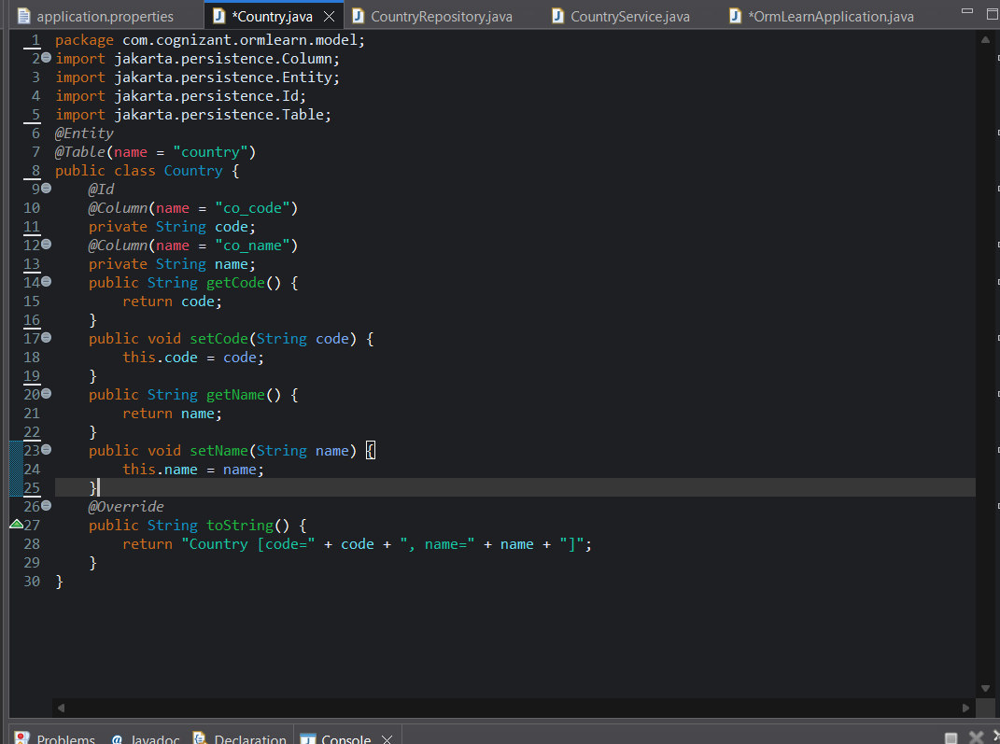 application.properties
*Country.java
CountryRepository.java
CountryService.java
*OrmLearnApplication.java
1 package com.cognizant.ormlearn.model;
2 import jakarta.persistence.Column;
3 import jakarta.persistence.Entity;
4 import jakarta.persistence.Id;
5 import jakarta.persistence.Table;
6 @Entity
7 @Table(name = "country")
8 public class Country {
9     @Id
10     @Column(name = "co_code")
11     private String code;
12     @Column(name = "co_name")
13     private String name;
14     public String getCode() {
15         return code;
16     }
17     public void setCode(String code) {
18         this.code = code;
19     }
20     public String getName() {
21         return name;
22     }
23     public void setName(String name) {
24         this.name = name;
25     }
26     @Override
27     public String toString() {
28         return "Country [code=" + code + ", name=" + name + "]";
29     }
30 }
Problems
@ Javadoc
Declaration
Console